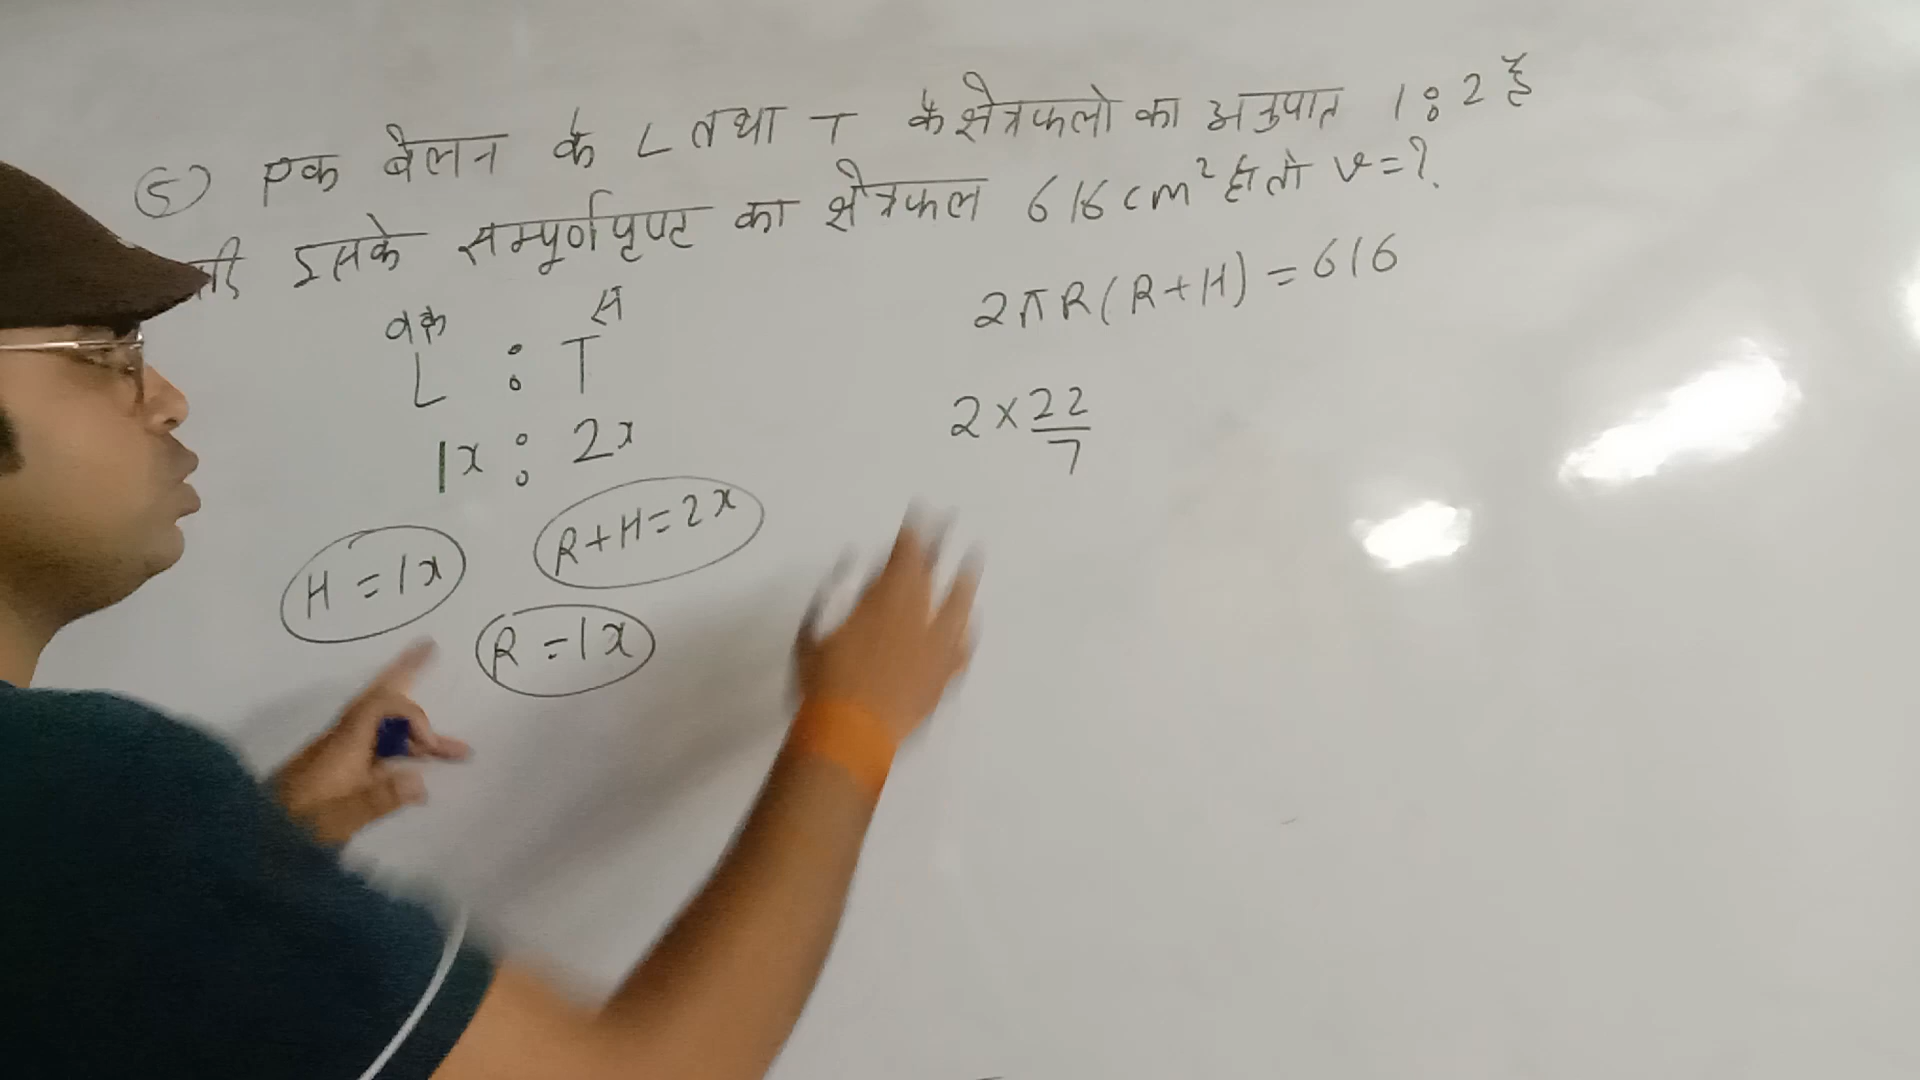 ⑤ एक बेलन के L तथा T के क्षेत्रफलो का अनुपात 1:2 है
इसके सम्पूर्णपृष्ट का क्षेत्रफल 616 cm² हो तो v=?
वक्र स
L : T
1x : 2x
H = 1x R+H=2x
R = 1x
2πR(R+H) = 616
2 × 22/7